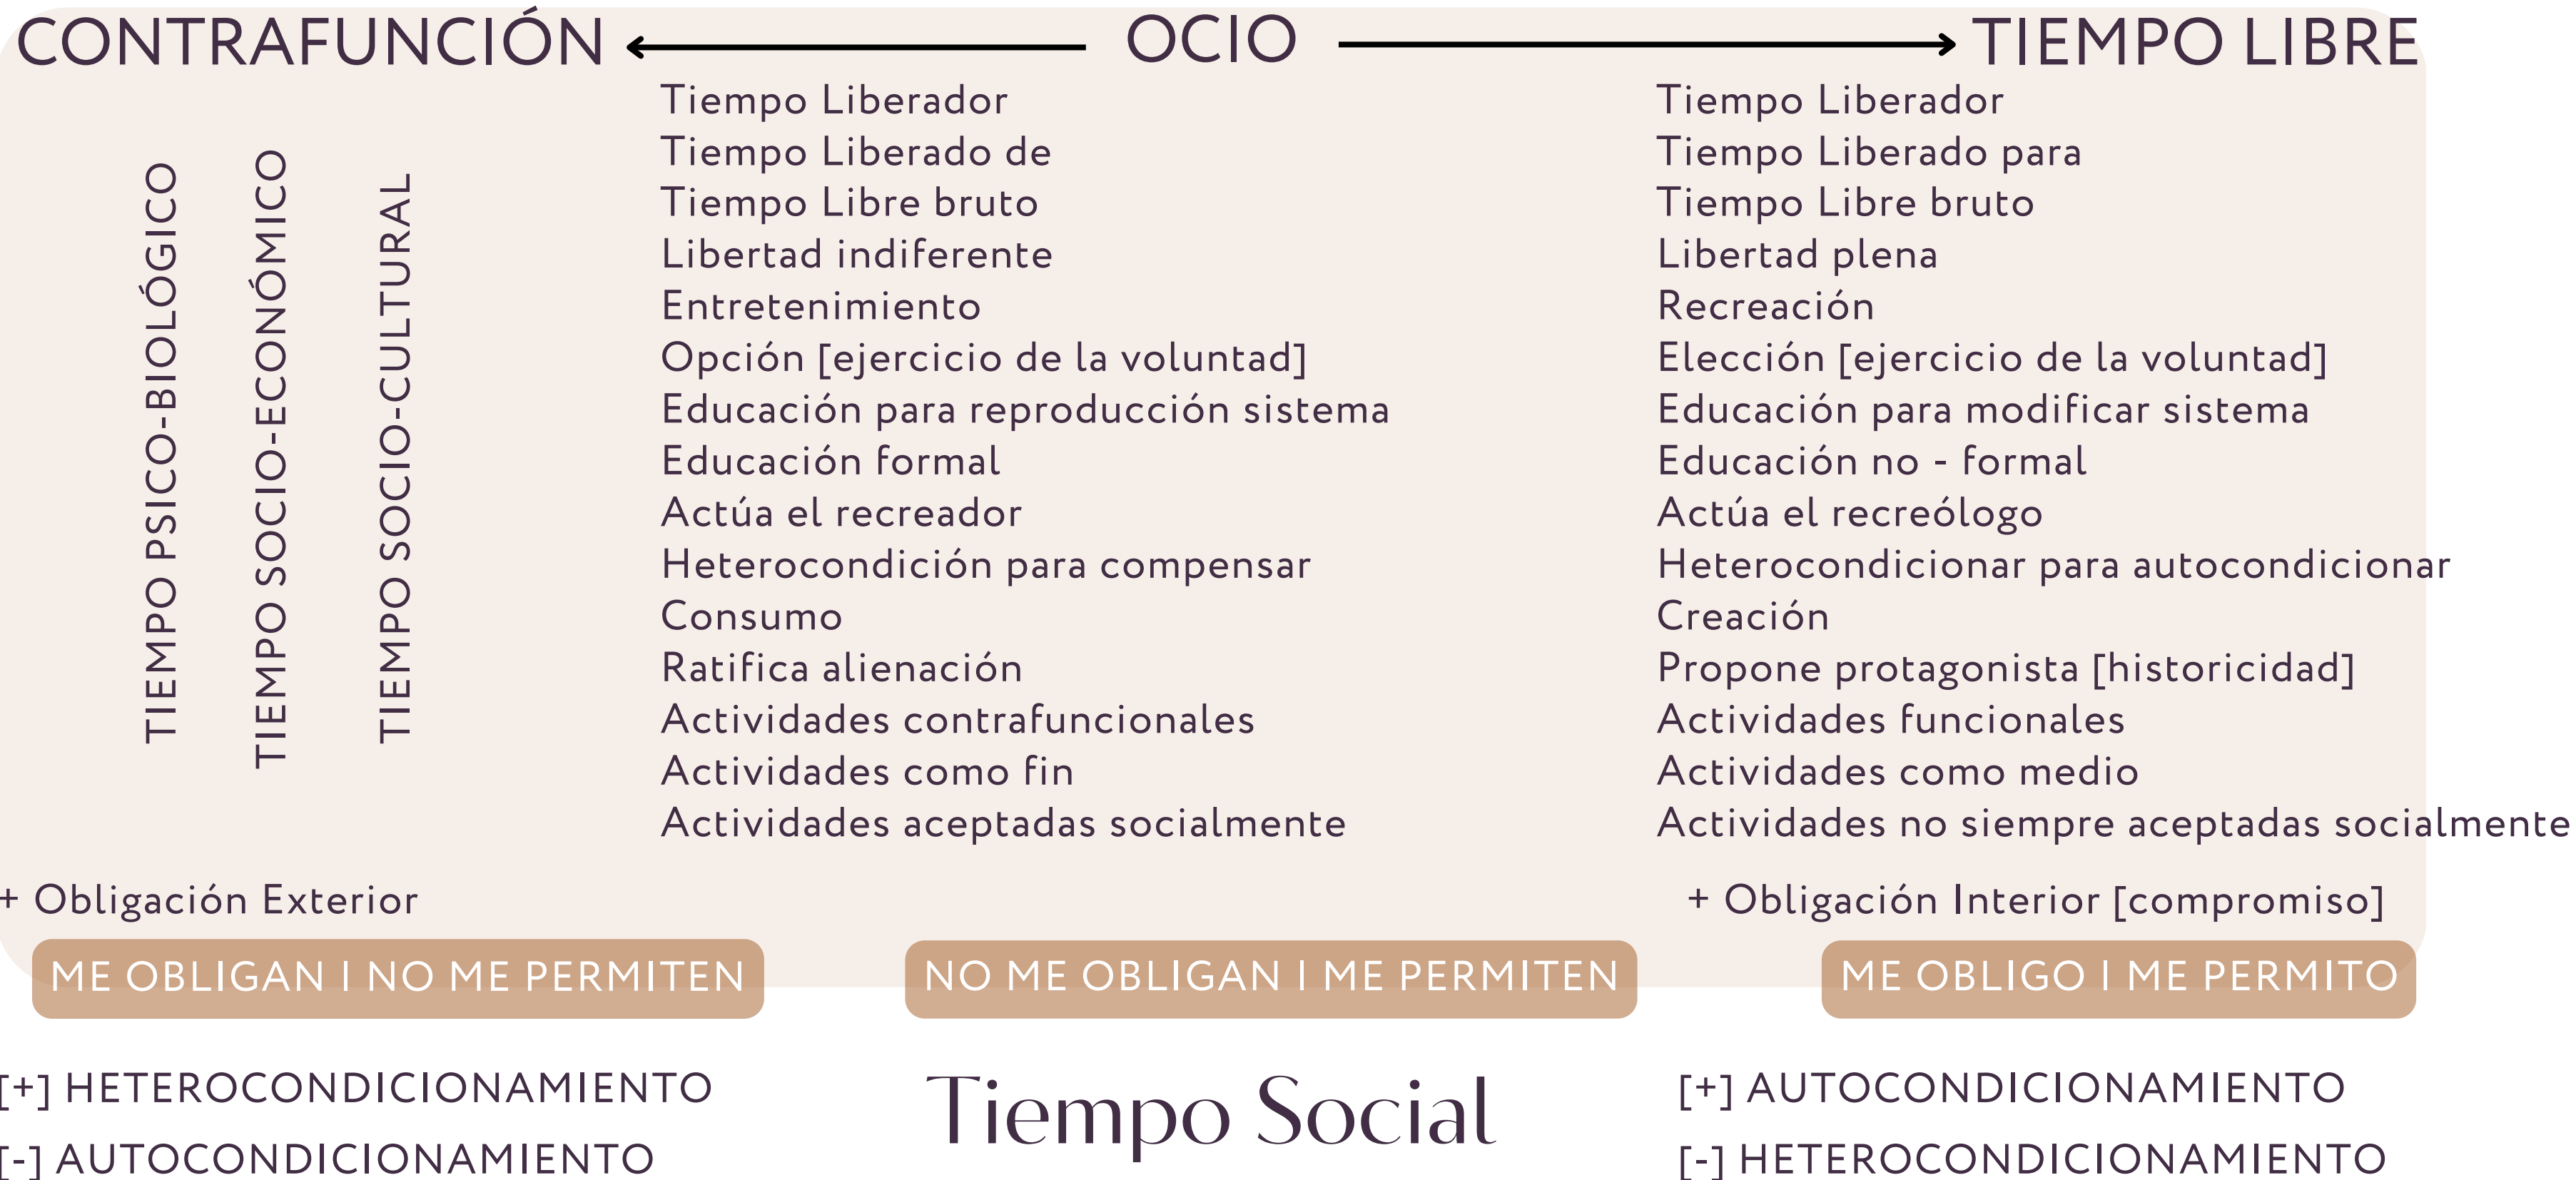 CONTRAFUNCIÓN
OCIO
TIEMPO LIBRE
TIEMPO PSICO-BIOLÓGICO
TIEMPO SOCIO-ECONÓMICO
TIEMPO SOCIO-CULTURAL
Tiempo Liberador
Tiempo Liberado de
Tiempo Libre bruto
Libertad indiferente
Entretenimiento
Opción [ejercicio de la voluntad]
Educación para reproducción sistema
Educación formal
Actúa el recreador
Heterocondición para compensar
Consumo
Ratifica alienación
Actividades contrafuncionales
Actividades como fin
Actividades aceptadas socialmente
Tiempo Liberador
Tiempo Liberado para
Tiempo Libre bruto
Libertad plena
Recreación
Elección [ejercicio de la voluntad]
Educación para modificar sistema
Educación no - formal
Actúa el recreólogo
Heterocondicionar para autocondicionar
Creación
Propone protagonista [historicidad]
Actividades funcionales
Actividades como medio
Actividades no siempre aceptadas socialmente
+ Obligación Exterior
+ Obligación Interior [compromiso]
ME OBLIGAN | NO ME PERMITEN
NO ME OBLIGAN | ME PERMITEN
ME OBLIGO | ME PERMITO
[+] HETEROCONDICIONAMIENTO
[-] AUTOCONDICIONAMIENTO
Tiempo Social
[+] AUTOCONDICIONAMIENTO
[-] HETEROCONDICIONAMIENTO